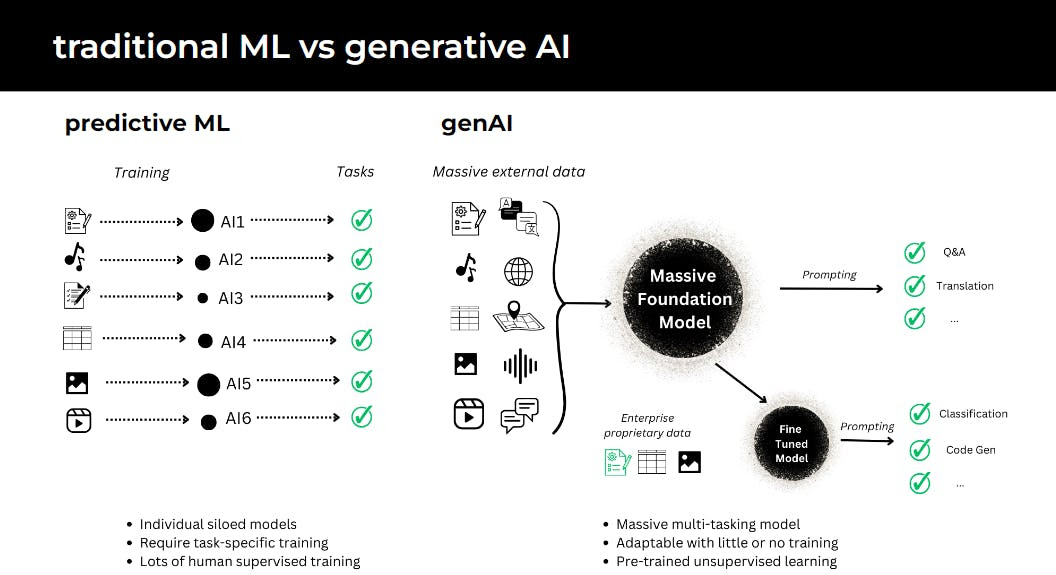 traditional ML vs generative AI
predictive ML
Training
Tasks
AI1
AI2
AI3
AI4
AI5
AI6
• Individual siloed models
• Require task-specific training
• Lots of human supervised training
genAI
Massive external data
A
文
Massive
Foundation
Model
Prompting
Q&A
Translation
...
Enterprise
proprietary data
Fine
Tuned
Model
Prompting
Classification
Code Gen
...
• Massive multi-tasking model
• Adaptable with little or no training
• Pre-trained unsupervised learning